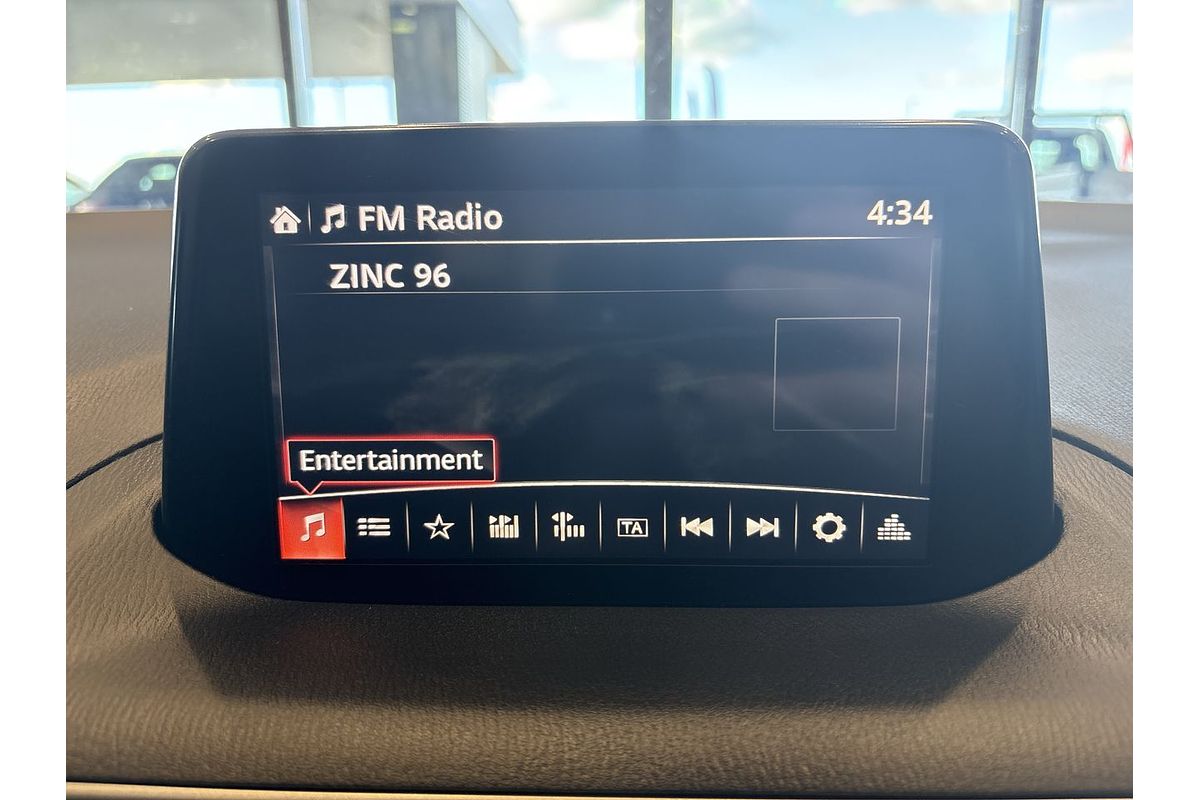 FM Radio
4:34
ZINC 96
Entertainment
TA